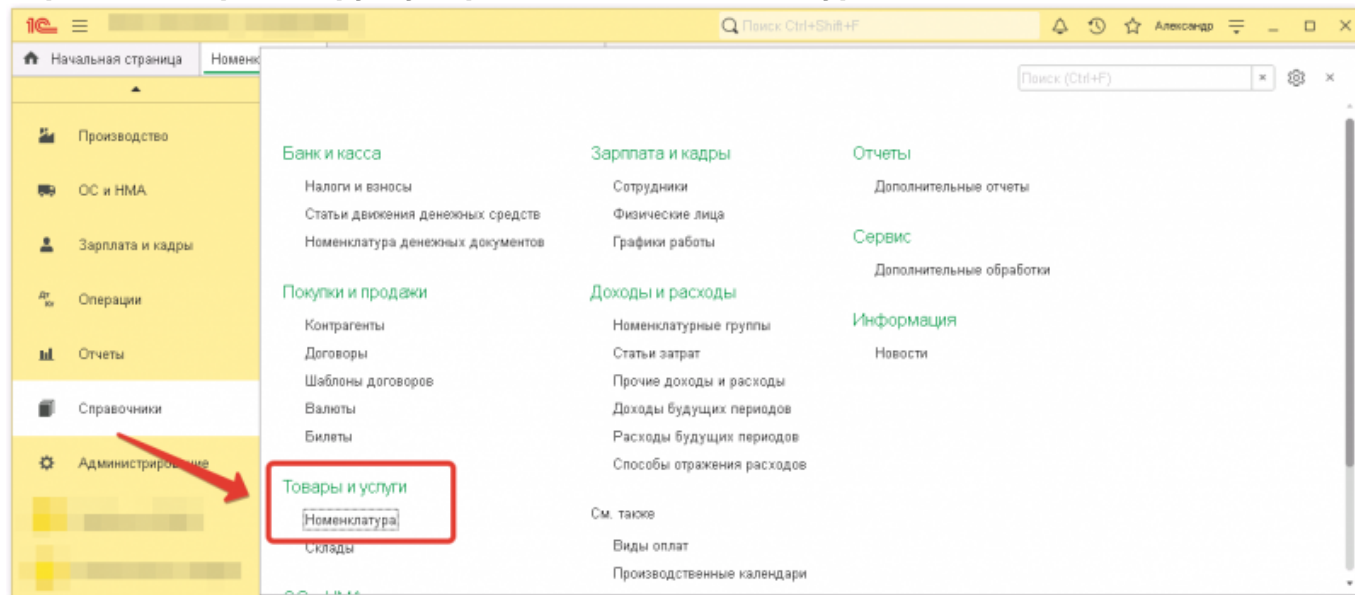 1С
Поиск Ctrl+Shift+F
Александр
Начальная страница
Номенк
Поиск (Ctrl+F)
Производство
ОС и НМА
Зарплата и кадры
Операции
Отчеты
Справочники
Администрирование
Банк и касса
Налоги и взносы
Статьи движения денежных средств
Номенклатура денежных документов
Покупки и продажи
Контрагенты
Договоры
Шаблоны договоров
Валюты
Билеты
Товары и услуги
Номенклатура
Склады
Зарплата и кадры
Сотрудники
Физические лица
Графики работы
Доходы и расходы
Номенклатурные группы
Статьи затрат
Прочие доходы и расходы
Доходы будущих периодов
Расходы будущих периодов
Способы отражения расходов
См. также
Виды оплат
Производственные календари
Отчеты
Дополнительные отчеты
Сервис
Дополнительные обработки
Информация
Новости